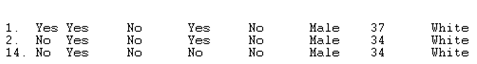 1. Yes Yes No Yes No Male 37 White
2. No Yes No Yes No Male 34 White
14. No Yes No No No Male 34 White